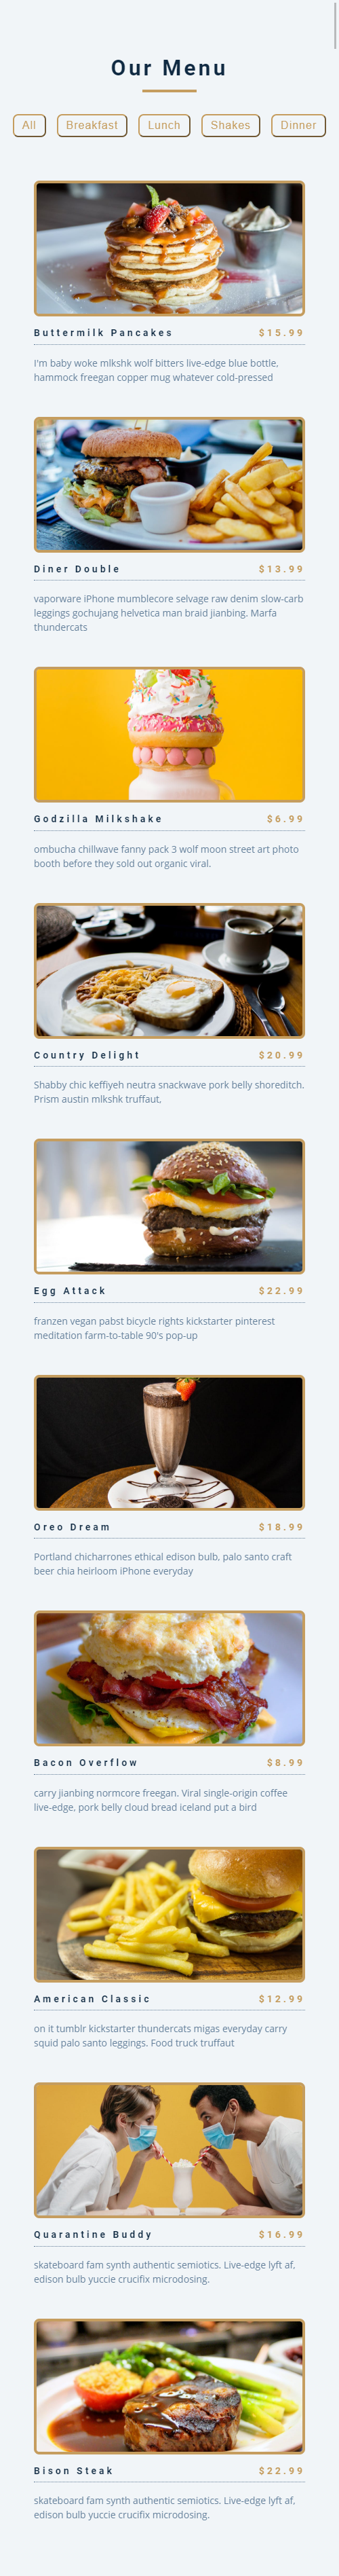 Our Menu
All Breakfast Lunch Shakes Dinner
Buttermilk Pancakes $15.99
I'm baby woke mlkshk wolf bitters live-edge blue bottle,
hammock freegan copper mug whatever cold-pressed
Diner Double $13.99
vaporware iPhone mumblecore selvage raw denim slow-carb
leggings gochujang helvetica man braid jianbing. Marfa
thundercats
Godzilla Milkshake $6.99
ombucha chillwave fanny pack 3 wolf moon street art photo
booth before they sold out organic viral.
Country Delight $20.99
Shabby chic keffiyeh neutra snackwave pork belly shoreditch.
Prism austin mlkshk truffaut,
Egg Attack $22.99
franzen vegan pabst bicycle rights kickstarter pinterest
meditation farm-to-table 90's pop-up
Oreo Dream $18.99
Portland chicharrones ethical edison bulb, palo santo craft
beer chia heirloom iPhone everyday
Bacon Overflow $8.99
carry jianbing normcore freegan. Viral single-origin coffee
live-edge, pork belly cloud bread iceland put a bird
American Classic $12.99
on it tumblr kickstarter thundercats migas everyday carry
squid palo santo leggings. Food truck truffaut
Quarantine Buddy $16.99
skateboard fam synth authentic semiotics. Live-edge lyft af,
edison bulb yuccie crucifix microdosing.
Bison Steak $22.99
skateboard fam synth authentic semiotics. Live-edge lyft af,
edison bulb yuccie crucifix microdosing.